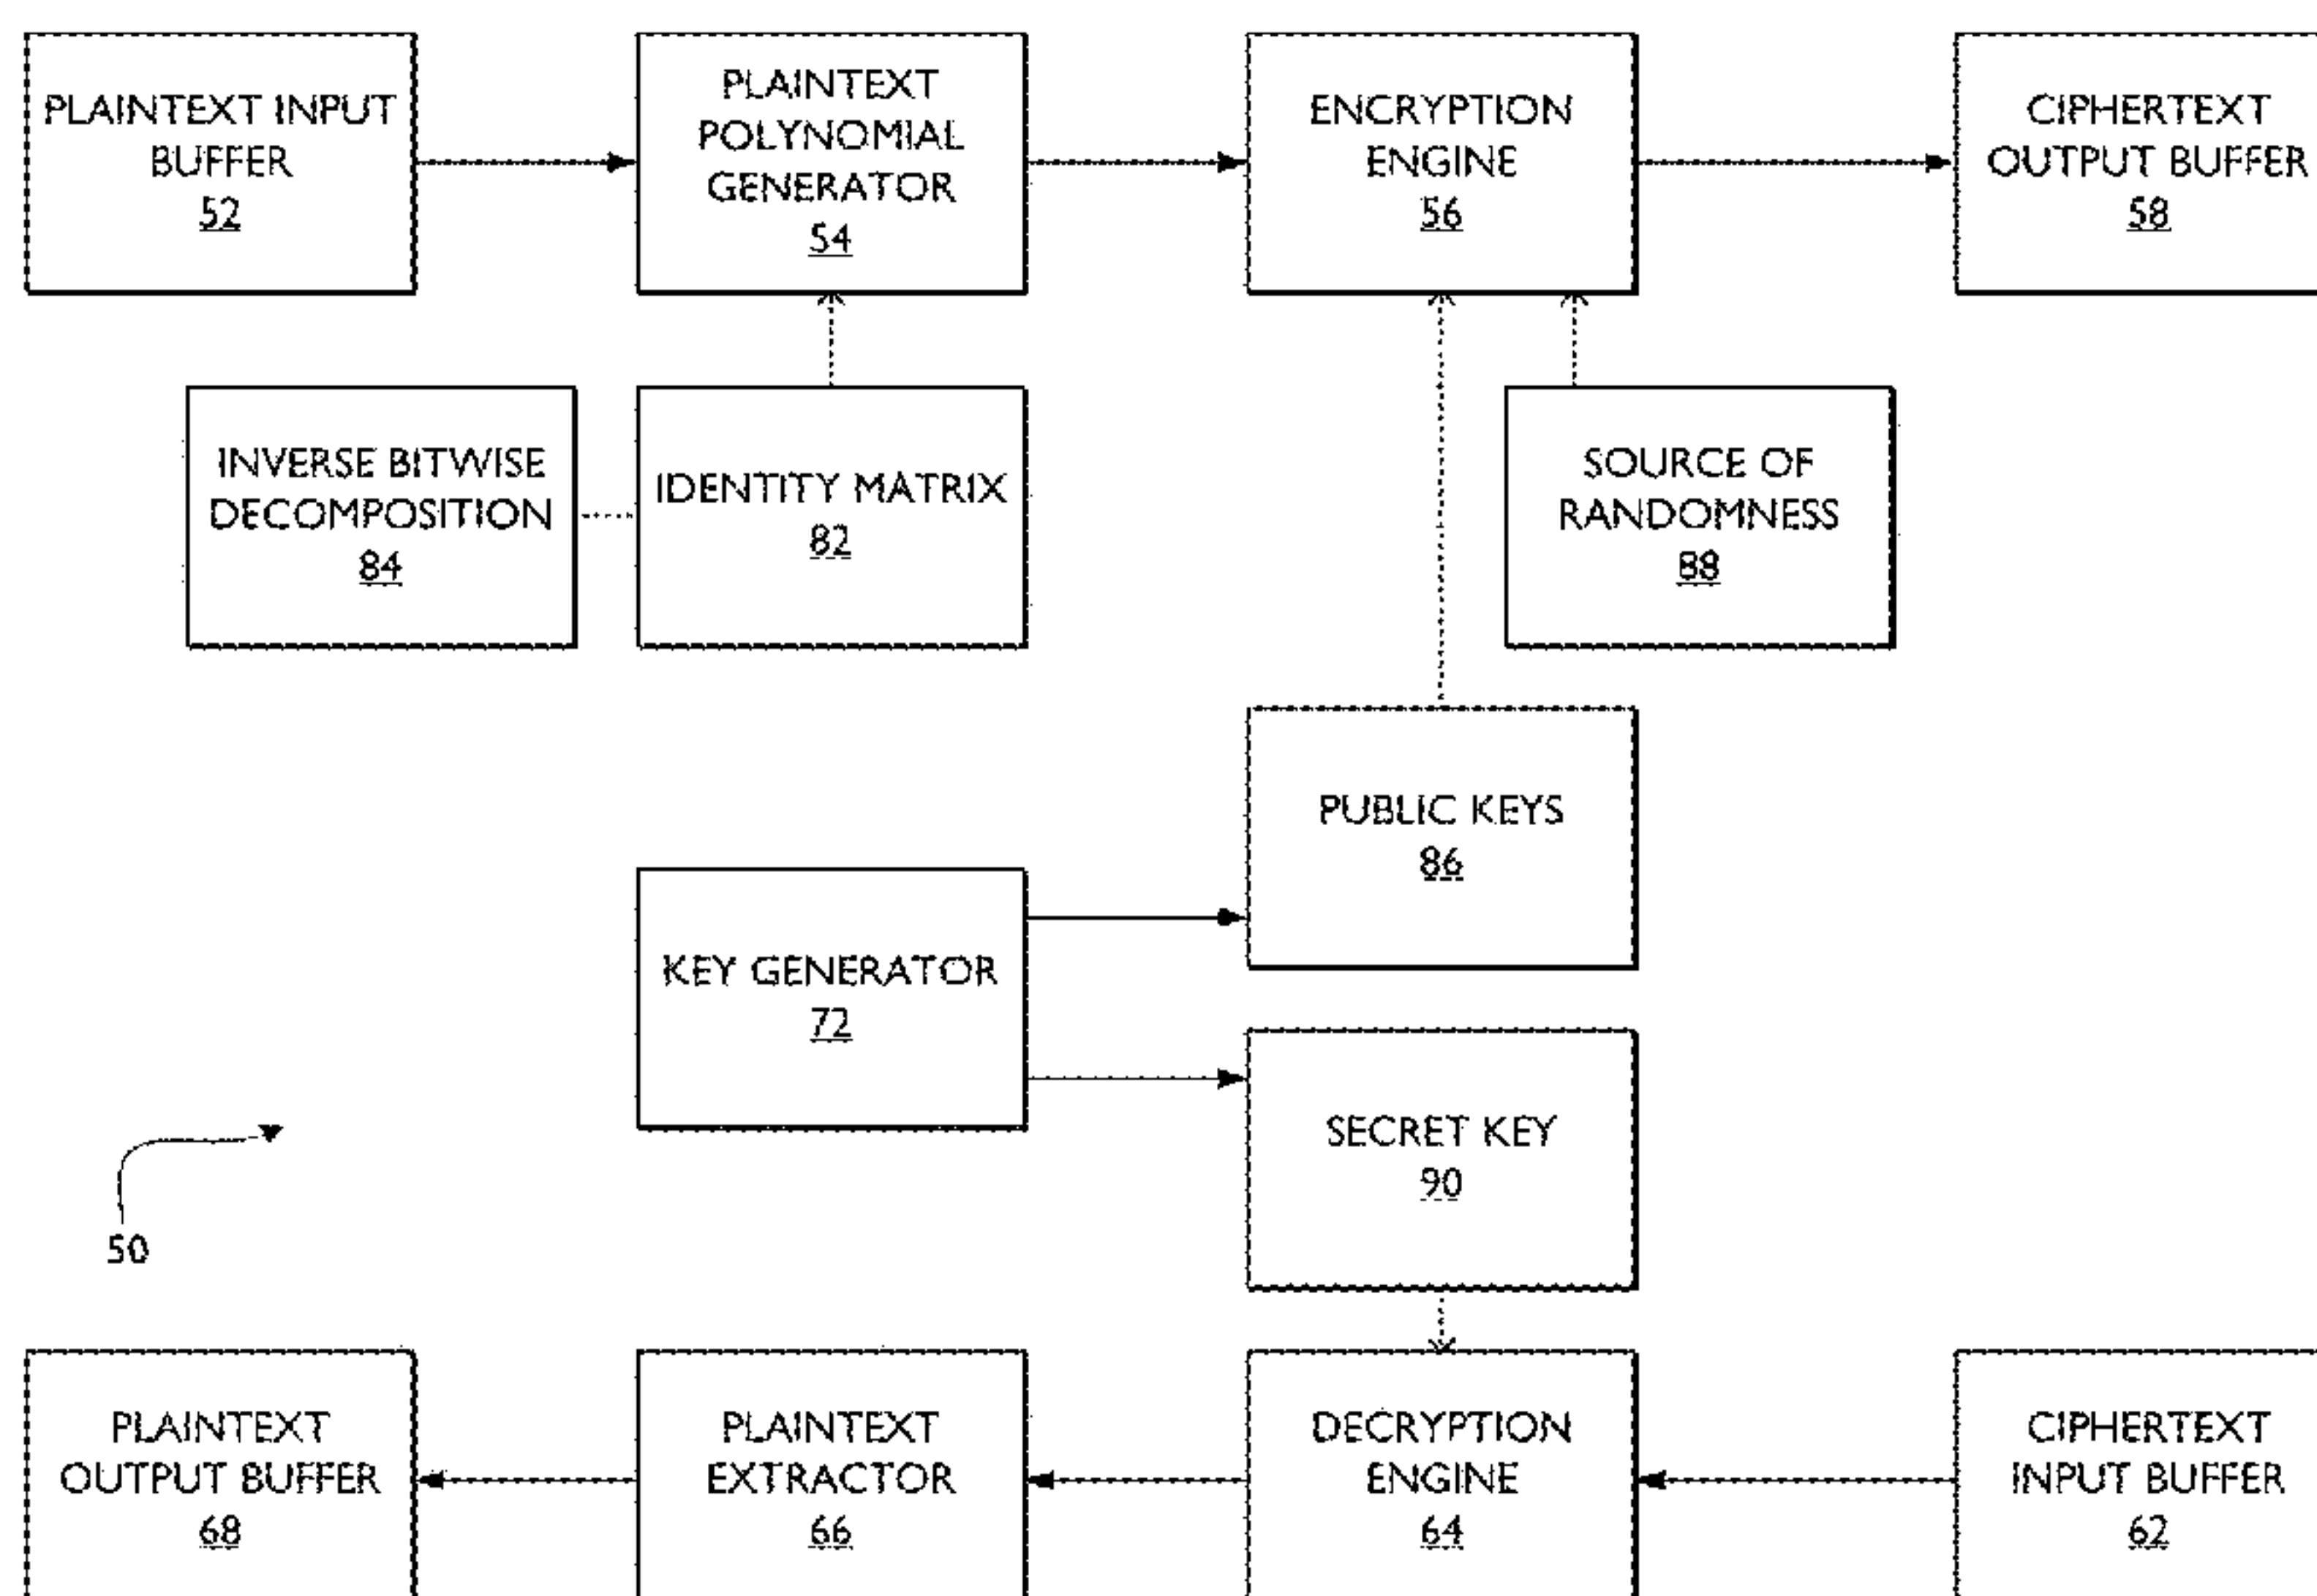 PLAINTEXT INPUT
BUFFER
52
PLAINTEXT
POLYNOMIAL
GENERATOR
54
ENCRYPTION
ENGINE
56
CIPHERTEXT
OUTPUT BUFFER
58
INVERSE BITWISE
DECOMPOSITION
84
IDENTITY MATRIX
82
SOURCE OF
RANDOMNESS
88
PUBLIC KEYS
86
KEY GENERATOR
72
SECRET KEY
90
50
PLAINTEXT
OUTPUT BUFFER
68
PLAINTEXT
EXTRACTOR
66
DECRYPTION
ENGINE
64
CIPHERTEXT
INPUT BUFFER
62